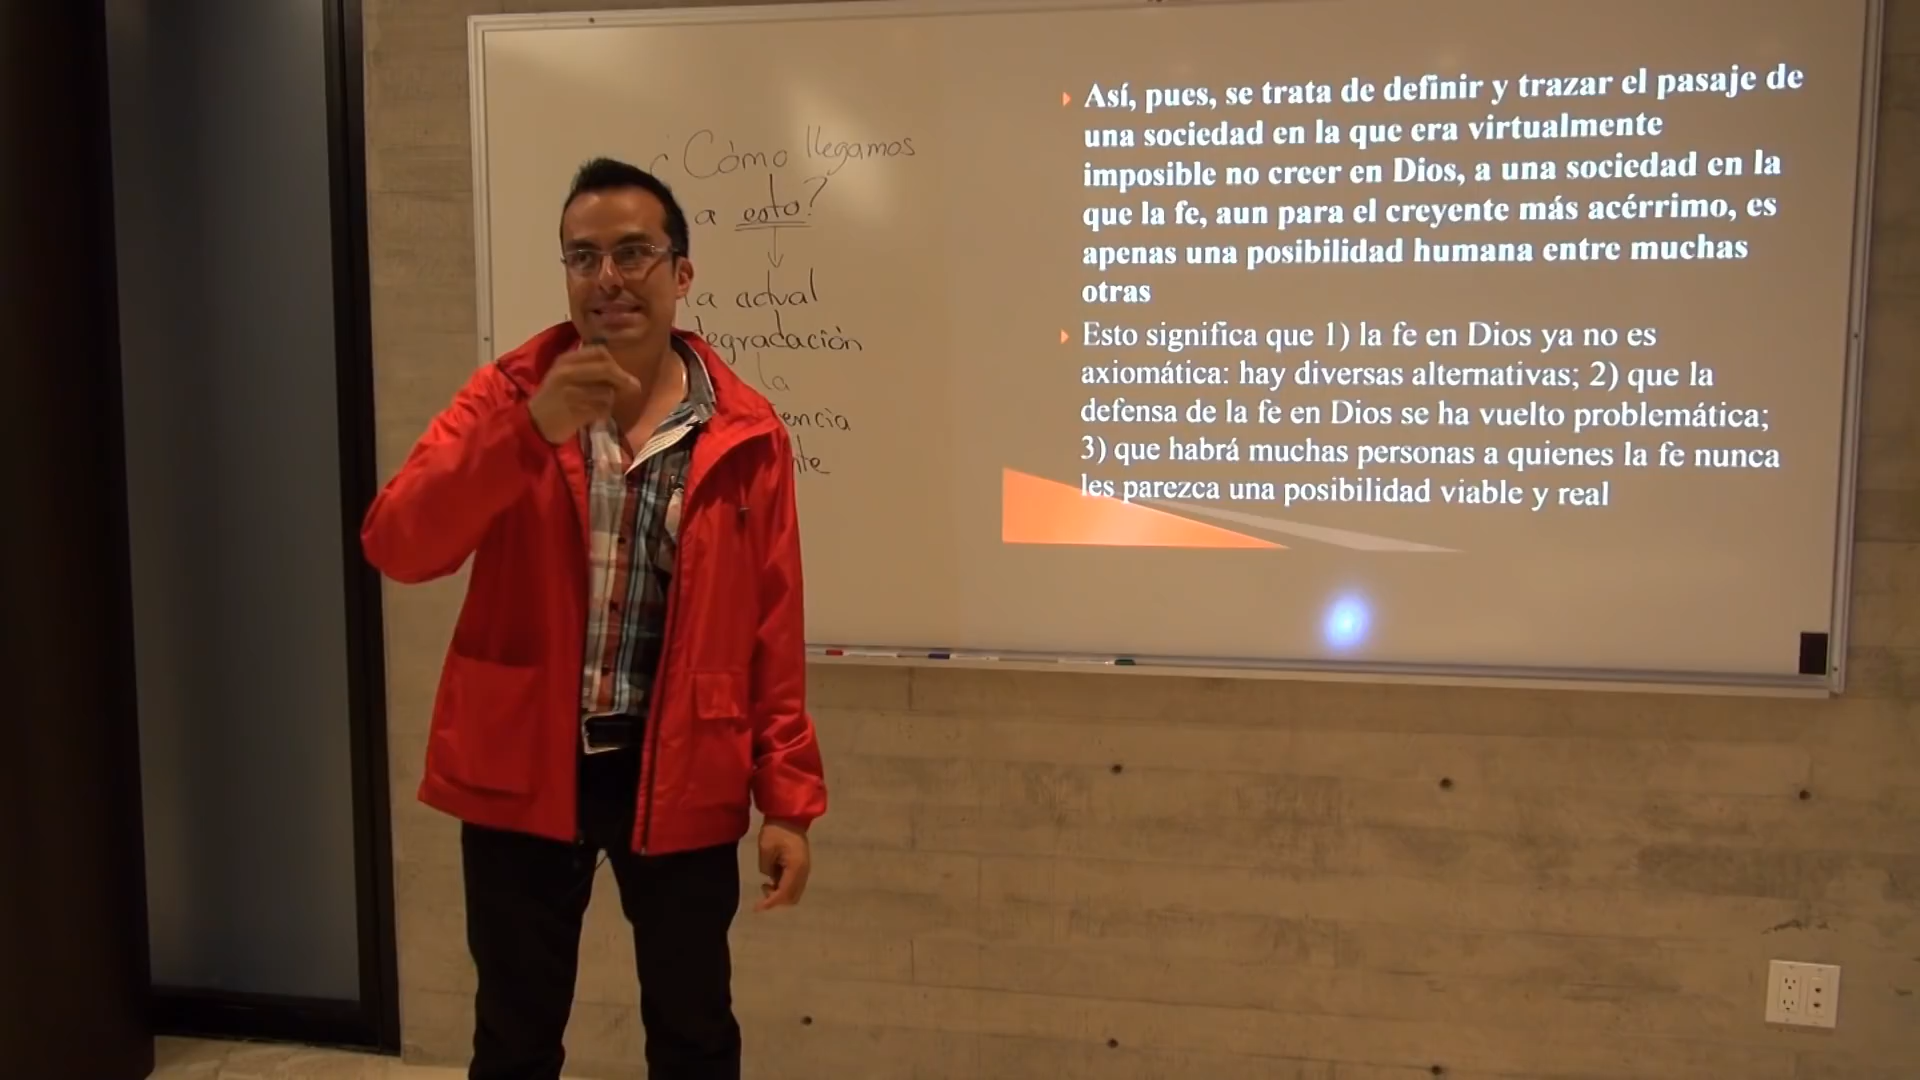 ¿Cómo llegamos
a esto?
la actual
degradación
la
Así, pues, se trata de definir y trazar el pasaje de
una sociedad en la que era virtualmente
imposible no creer en Dios, a una sociedad en la
que la fe, aun para el creyente más acérrimo, es
apenas una posibilidad humana entre muchas
otras
Esto significa que 1) la fe en Dios ya no es
axiomática: hay diversas alternativas; 2) que la
defensa de la fe en Dios se ha vuelto problemática;
3) que habrá muchas personas a quienes la fe nunca
les parezca una posibilidad viable y real